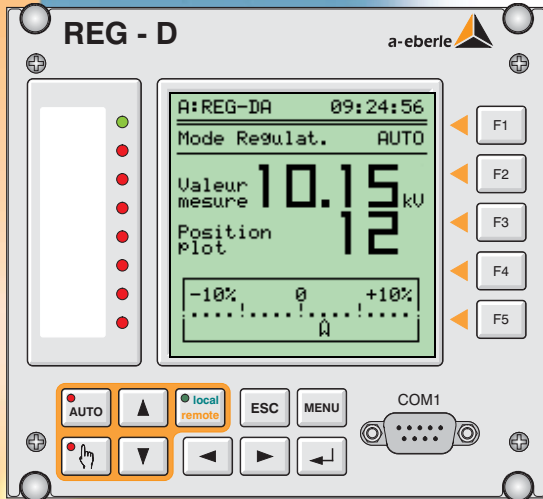 REG - D
a-eberle
A:REG-DA 09:24:56
Mode Regulat. AUTO
Valeur mesure 10.15 kV
Position plot 12
-10% 0 +10%
F1
F2
F3
F4
F5
AUTO
local
remote
ESC
MENU
COM1